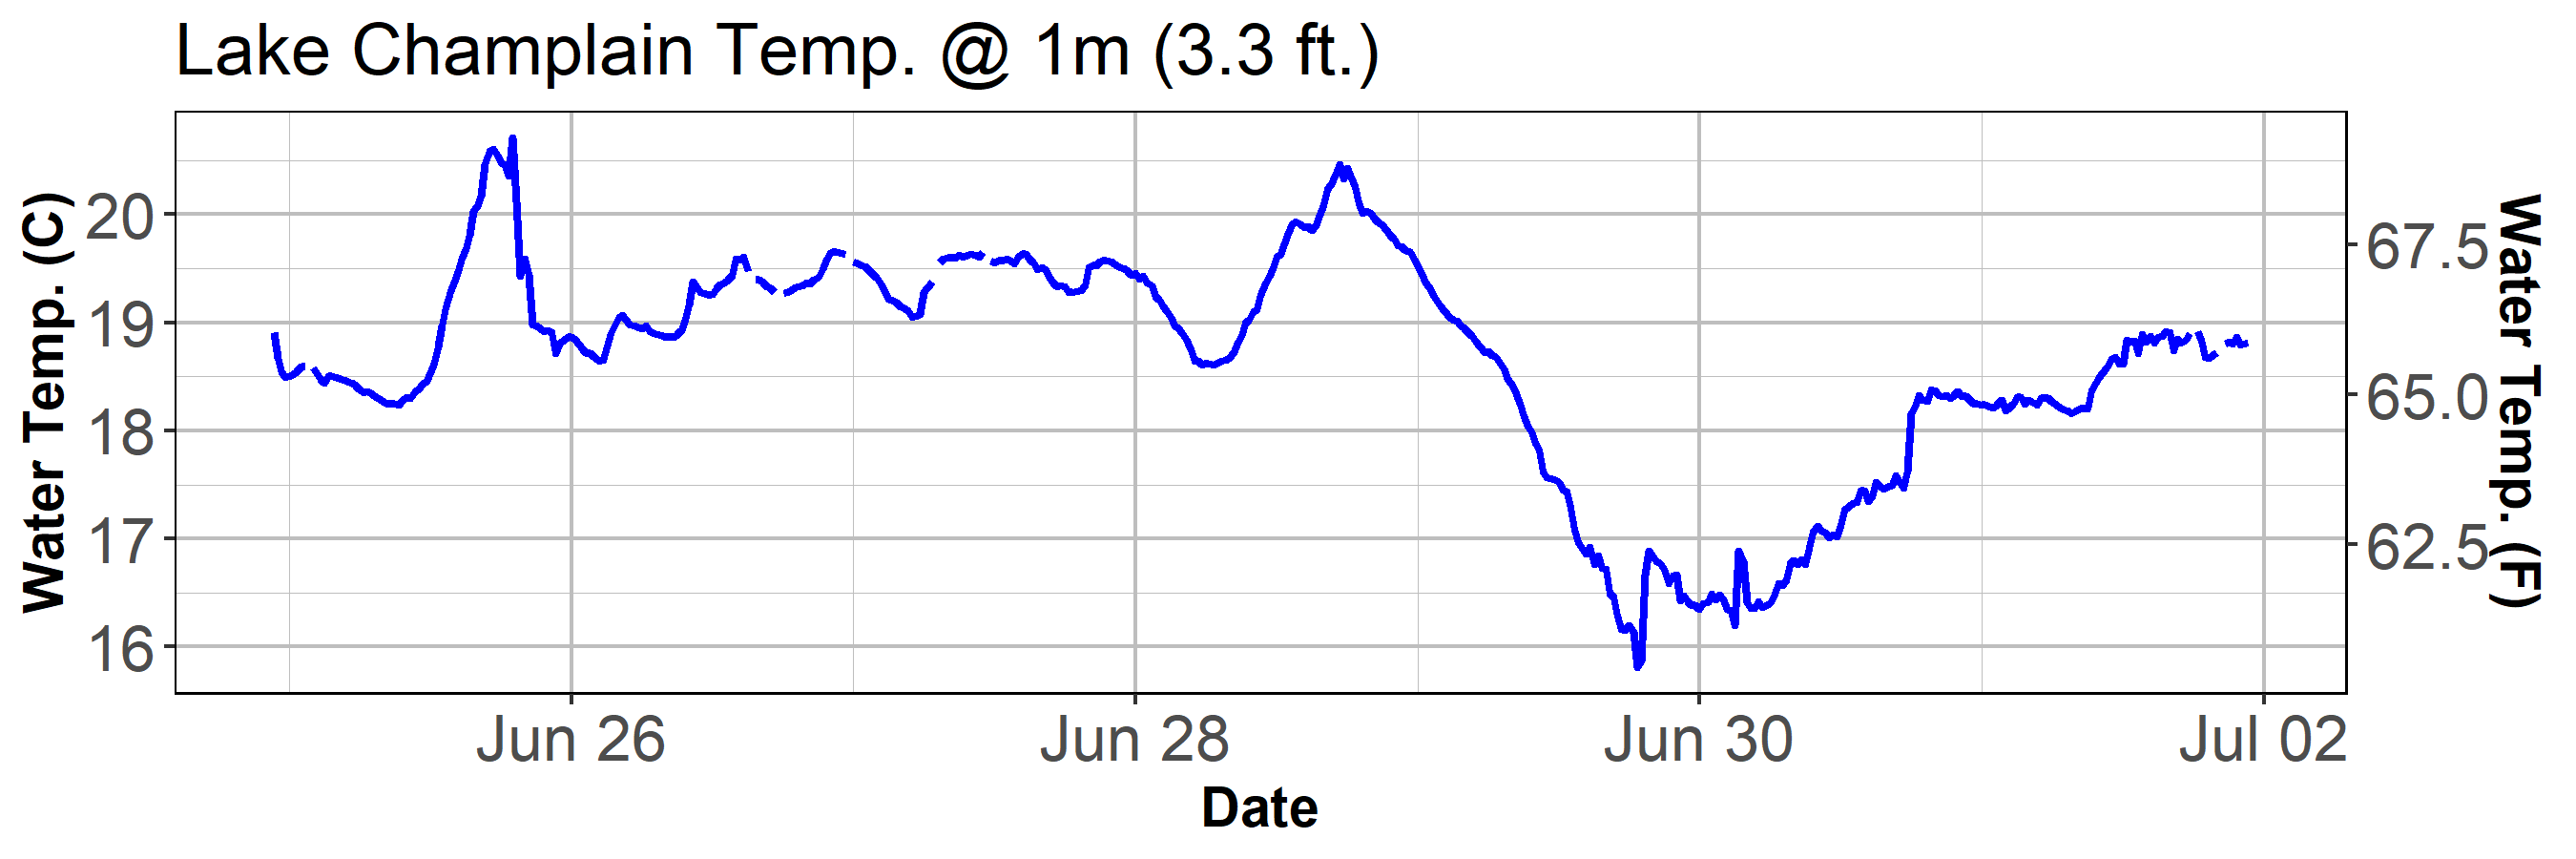 Lake Champlain Temp. @ 1m (3.3 ft.)
Water Temp. (C)
20
19
18
17
16
67.5
65.0
62.5
Water Temp. (F)
Jun 26
Jun 28
Jun 30
Jul 02
Date